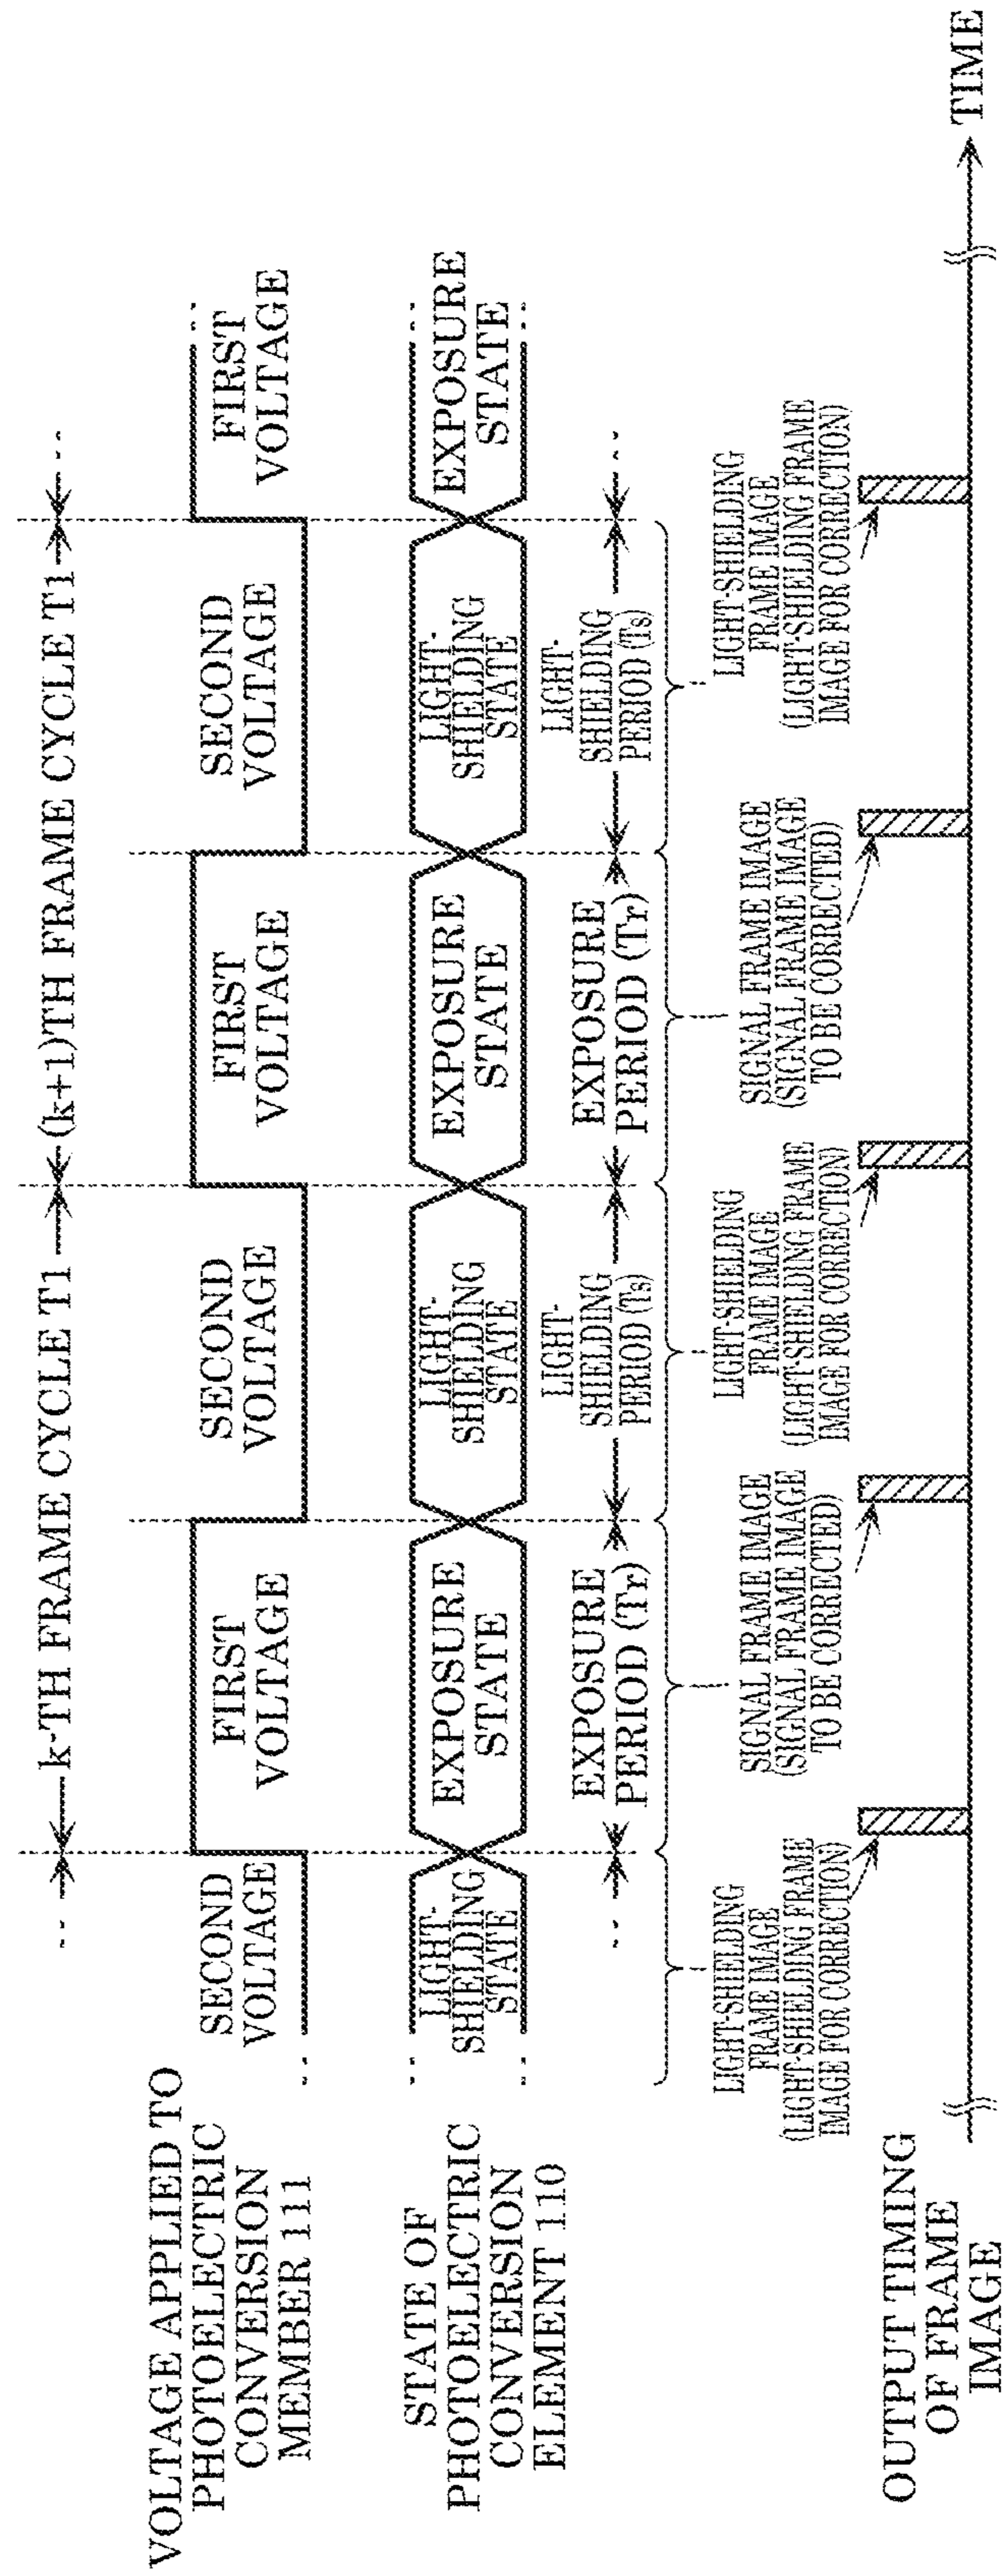 k-TH FRAME CYCLE T1
(k+1)TH FRAME CYCLE T1
VOLTAGE APPLIED TO
PHOTOELECTRIC
CONVERSION
MEMBER 111
SECOND
VOLTAGE
FIRST
VOLTAGE
SECOND
VOLTAGE
FIRST
VOLTAGE
SECOND
VOLTAGE
FIRST
VOLTAGE
STATE OF
PHOTOELECTRIC
CONVERSION
ELEMENT 110
LIGHT-
SHIELDING
STATE
EXPOSURE
STATE
LIGHT-
SHIELDING
STATE
EXPOSURE
STATE
LIGHT-
SHIELDING
STATE
EXPOSURE
STATE
EXPOSURE
PERIOD (Tr)
LIGHT-
SHIELDING
PERIOD (Ts)
EXPOSURE
PERIOD (Tr)
LIGHT-
SHIELDING
PERIOD (Ts)
LIGHT-SHIELDING
FRAME IMAGE
(LIGHT-SHIELDING FRAME
IMAGE FOR CORRECTION)
SIGNAL FRAME IMAGE
(SIGNAL FRAME IMAGE
TO BE CORRECTED)
LIGHT-SHIELDING
FRAME IMAGE
(LIGHT-SHIELDING FRAME
IMAGE FOR CORRECTION)
SIGNAL FRAME IMAGE
(SIGNAL FRAME IMAGE
TO BE CORRECTED)
LIGHT-SHIELDING
FRAME IMAGE
(LIGHT-SHIELDING FRAME
IMAGE FOR CORRECTION)
OUTPUT TIMING
OF FRAME
IMAGE
TIME